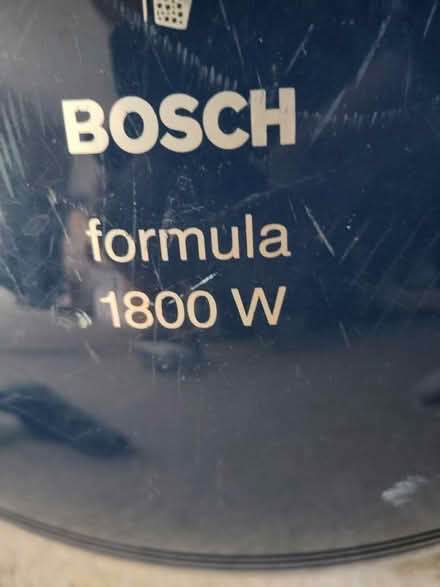 BOSCH
formula
1800 W